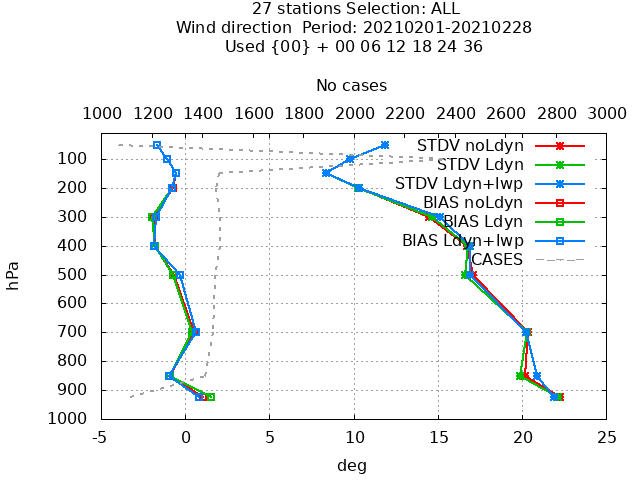 27 stations Selection: ALL
Wind direction  Period: 20210201-20210228
Used {00} + 00 06 12 18 24 36
No cases
1000 1200 1400 1600 1800 2000 2200 2400 2600 2800 3000
STDV noLdyn
STDV Ldyn
STDV Ldyn+lwp
BIAS noLdyn
BIAS Ldyn
BIAS Ldyn+lwp
CASES
hPa
100
200
300
400
500
600
700
800
900
1000
-5 0 5 10 15 20 25
deg